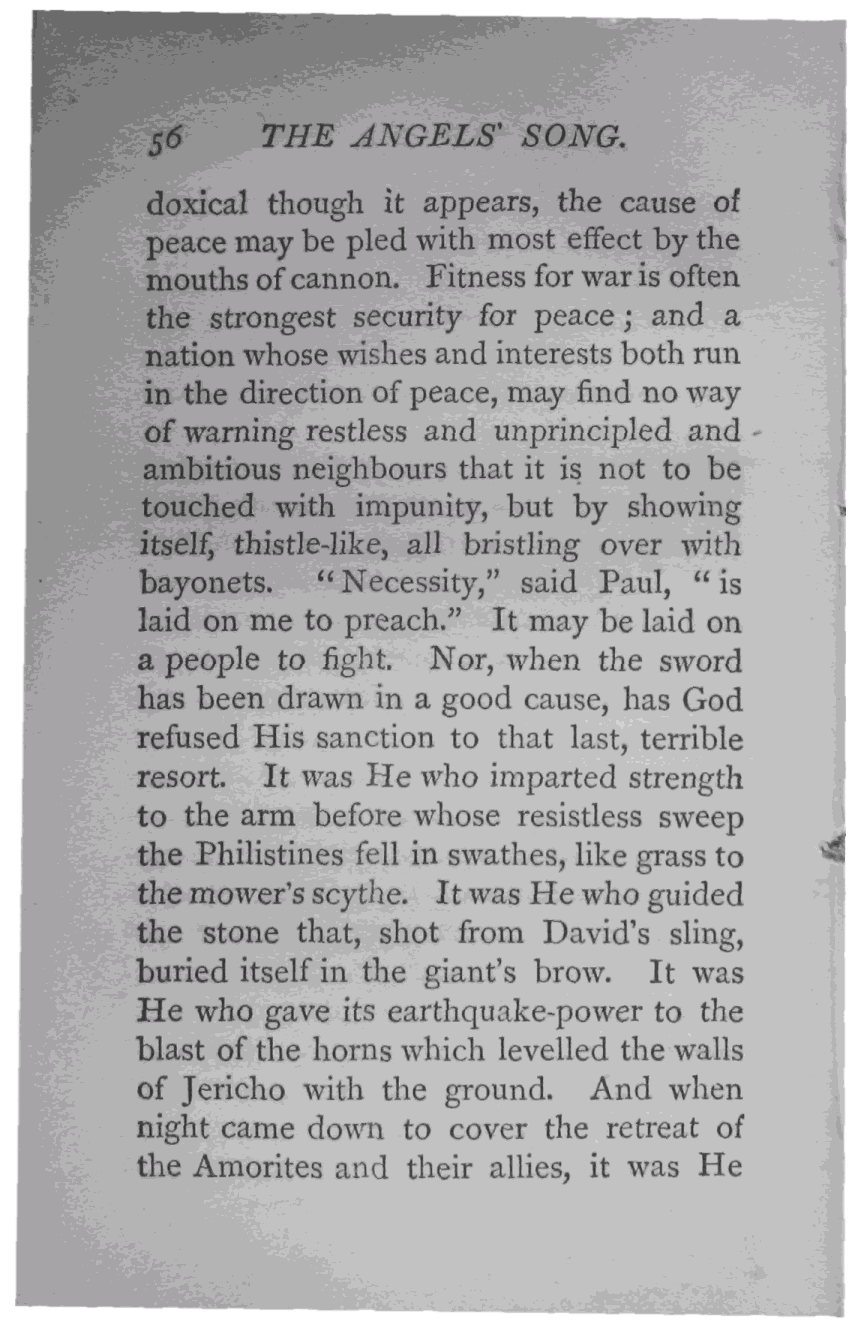 56 THE ANGELS' SONG.
doxical though it appears, the cause of
peace may be pled with most effect by the
mouths of cannon. Fitness for war is often
the strongest security for peace ; and a
nation whose wishes and interests both run
in the direction of peace, may find no way
of warning restless and unprincipled and
ambitious neighbours that it is not to be
touched with impunity, but by showing
itself, thistle-like, all bristling over with
bayonets. “Necessity,” said Paul, “is
laid on me to preach.” It may be laid on
a people to fight. Nor, when the sword
has been drawn in a good cause, has God
refused His sanction to that last, terrible
resort. It was He who imparted strength
to the arm before whose resistless sweep
the Philistines fell in swathes, like grass to
the mower's scythe. It was He who guided
the stone that, shot from David's sling,
buried itself in the giant's brow. It was
He who gave its earthquake-power to the
blast of the horns which levelled the walls
of Jericho with the ground. And when
night came down to cover the retreat of
the Amorites and their allies, it was He